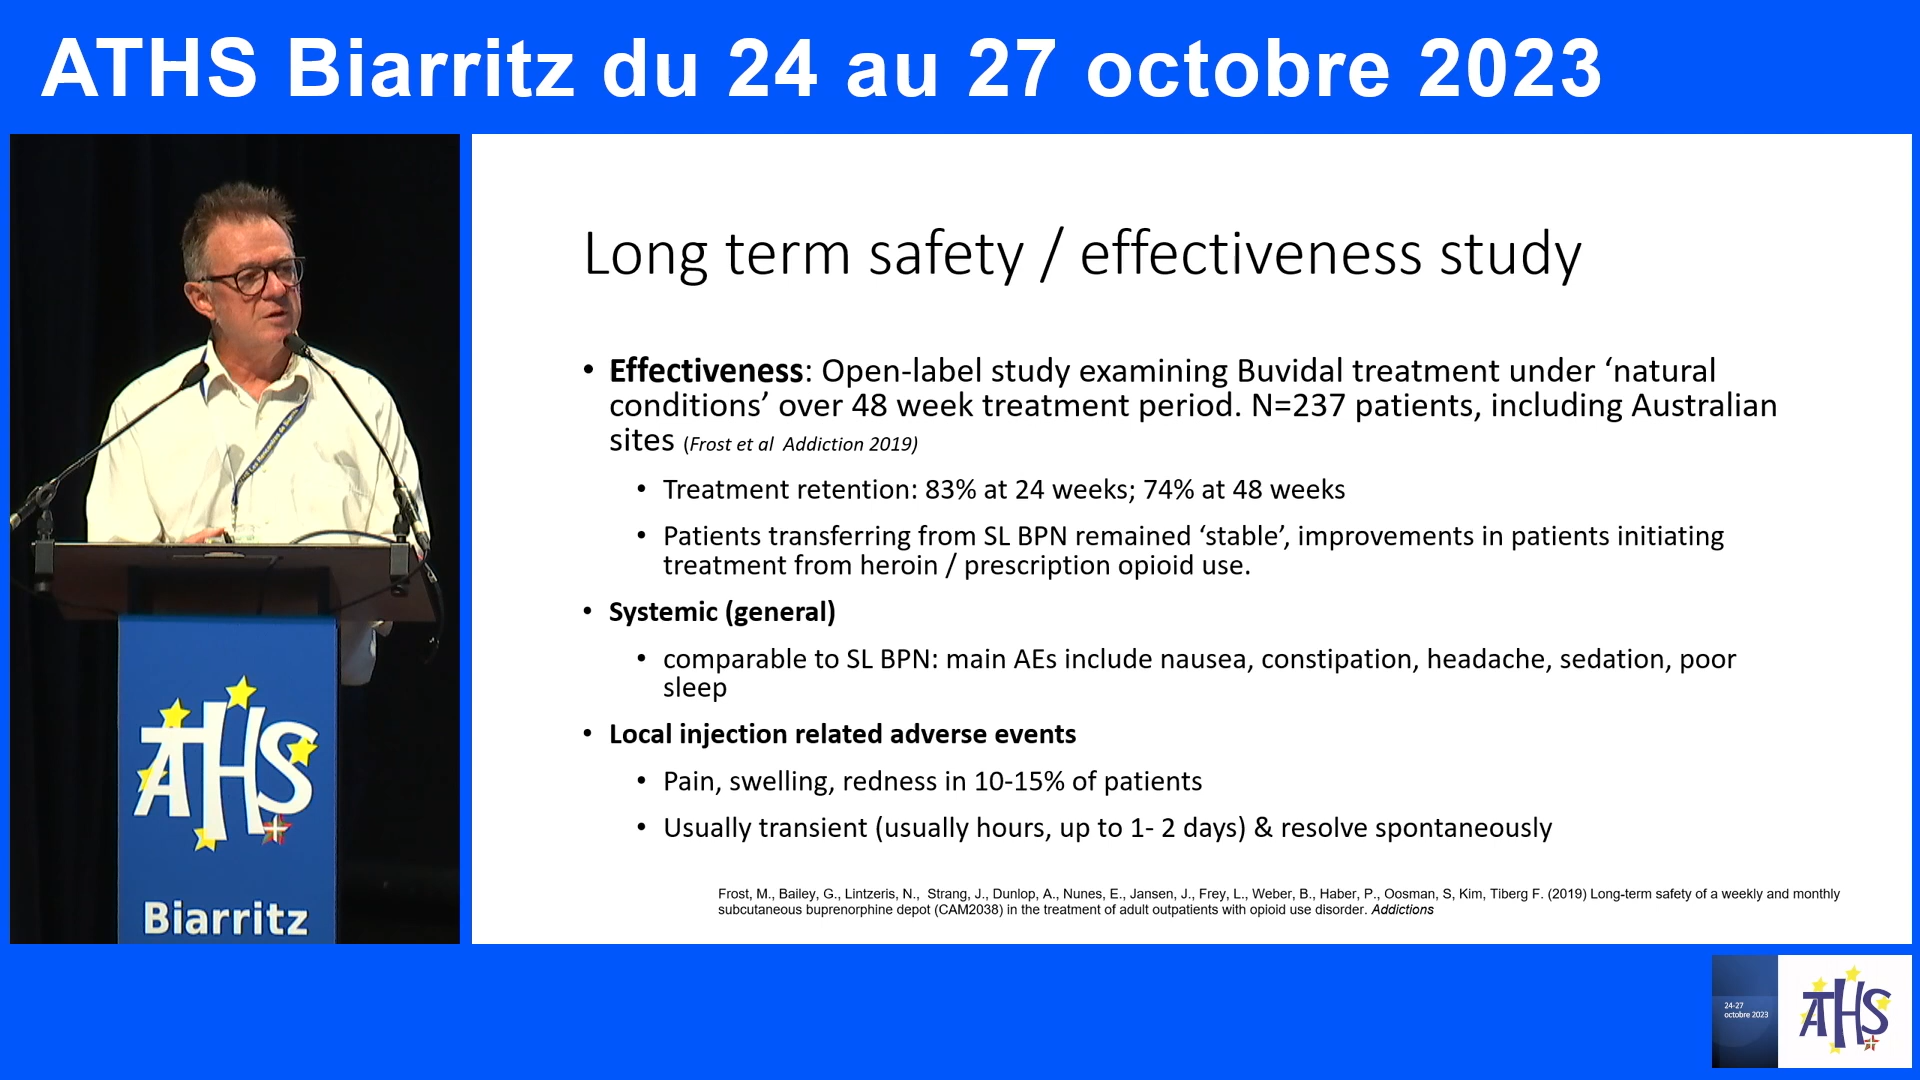 ATHS Biarritz du 24 au 27 octobre 2023
Long term safety / effectiveness study
• Effectiveness: Open-label study examining Buvidal treatment under ‘natural
conditions’ over 48 week treatment period. N=237 patients, including Australian
sites (Frost et al Addiction 2019)
• Treatment retention: 83% at 24 weeks; 74% at 48 weeks
• Patients transferring from SL BPN remained ‘stable’, improvements in patients initiating
treatment from heroin / prescription opioid use.
• Systemic (general)
• comparable to SL BPN: main AEs include nausea, constipation, headache, sedation, poor
sleep
• Local injection related adverse events
• Pain, swelling, redness in 10-15% of patients
• Usually transient (usually hours, up to 1- 2 days) & resolve spontaneously
Frost, M., Bailey, G., Lintzeris, N., Strang, J., Dunlop, A., Nunes, E., Jansen, J., Frey, L., Weber, B., Haber, P., Oosman, S, Kim, Tiberg F. (2019) Long-term safety of a weekly and monthly
subcutaneous buprenorphine depot (CAM2038) in the treatment of adult outpatients with opioid use disorder. Addictions
ATHS
Biarritz
24-27
octobre 2023
ATHS